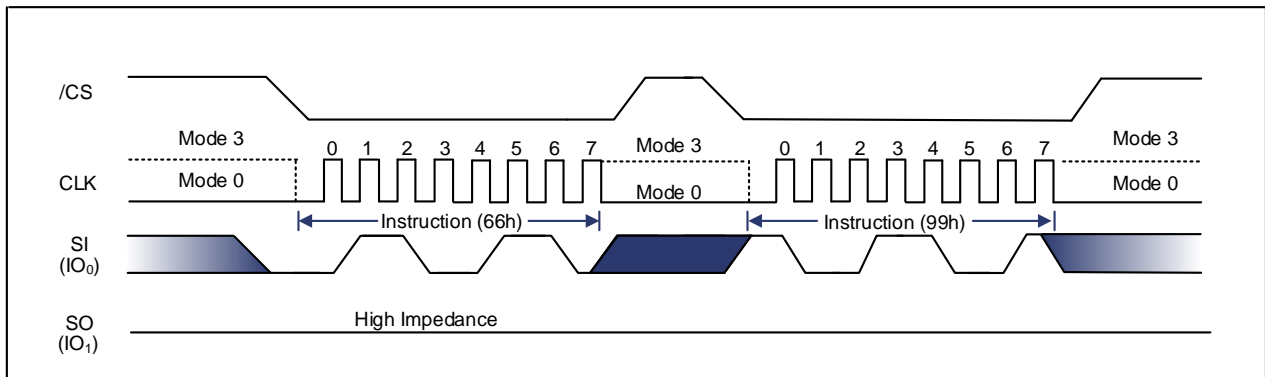 /CS
Mode 3 Mode 3 Mode 3
0 1 2 3 4 5 6 7 0 1 2 3 4 5 6 7
CLK
Mode 0 Mode 0 Mode 0
Instruction (66h) Instruction (99h)
SI
(IO₀)
High Impedance
SO
(IO₁)